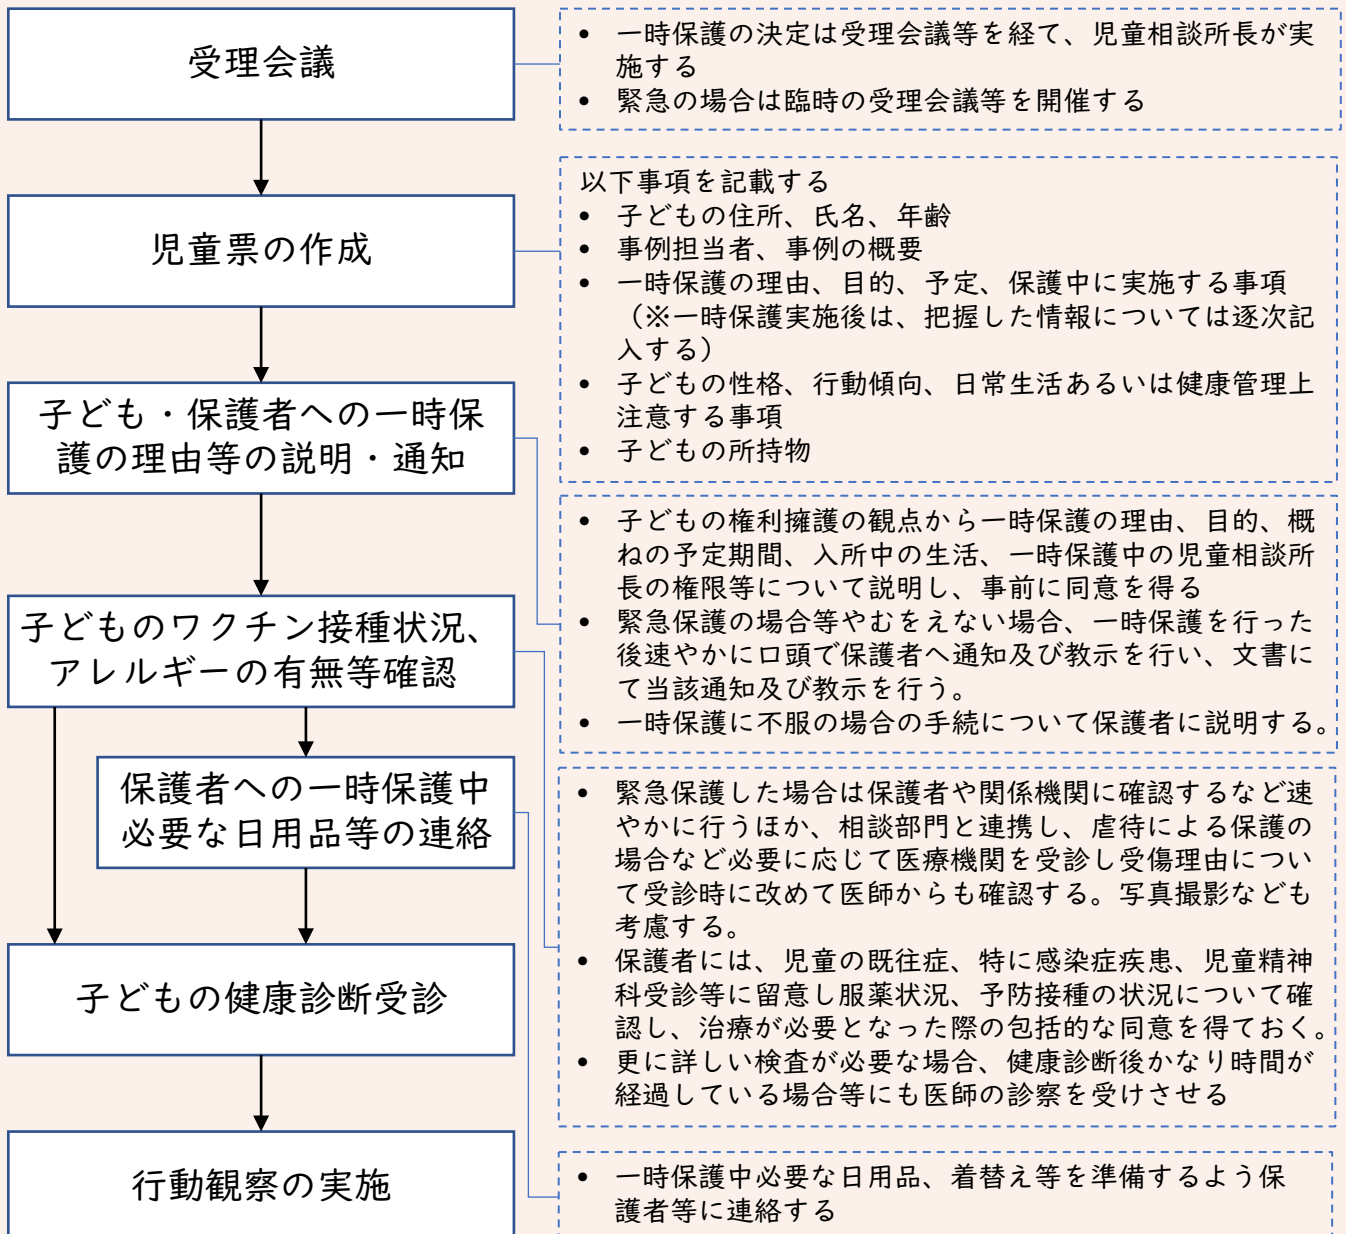 受理会議
• 一時保護の決定は受理会議等を経て、児童相談所長が実
施する
• 緊急の場合は臨時の受理会議等を開催する
児童票の作成
以下事項を記載する
• 子どもの住所、氏名、年齢
• 事例担当者、事例の概要
• 一時保護の理由、目的、予定、保護中に実施する事項
（※一時保護実施後は、把握した情報については逐次記
入する）
• 子どもの性格、行動傾向、日常生活あるいは健康管理上
注意する事項
• 子どもの所持物
子ども・保護者への一時保
護の理由等の説明・通知
• 子どもの権利擁護の観点から一時保護の理由、目的、概
ねの予定期間、入所中の生活、一時保護中の児童相談所
長の権限等について説明し、事前に同意を得る
• 緊急保護の場合等やむをえない場合、一時保護を行った
後速やかに口頭で保護者へ通知及び教示を行い、文書に
て当該通知及び教示を行う。
• 一時保護に不服の場合の手続について保護者に説明する。
子どものワクチン接種状況、
アレルギーの有無等確認
• 緊急保護した場合は保護者や関係機関に確認するなど速
やかに行うほか、相談部門と連携し、虐待による保護の
場合など必要に応じて医療機関を受診し受傷理由につい
て受診時に改めて医師からも確認する。写真撮影なども
考慮する。
• 保護者には、児童の既往症、特に感染症疾患、児童精神
科受診等に留意し服薬状況、予防接種の状況について確
認し、治療が必要となった際の包括的な同意を得ておく。
• 更に詳しい検査が必要な場合、健康診断後かなり時間が
経過している場合等にも医師の診察を受けさせる
保護者への一時保護中
必要な日用品等の連絡
• 一時保護中必要な日用品、着替え等を準備するよう保
護者等に連絡する
子どもの健康診断受診
行動観察の実施